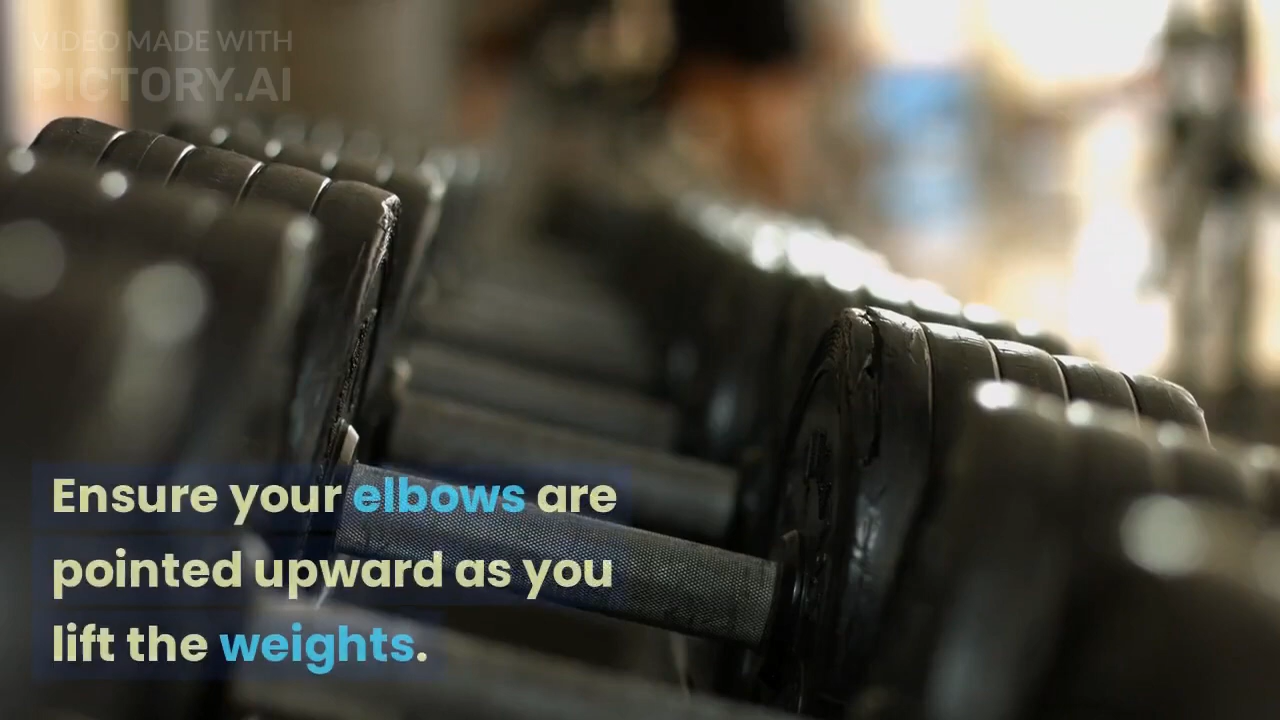 VIDEO MADE WITH
PICTORY.AI
Ensure your elbows are
pointed upward as you
lift the weights.